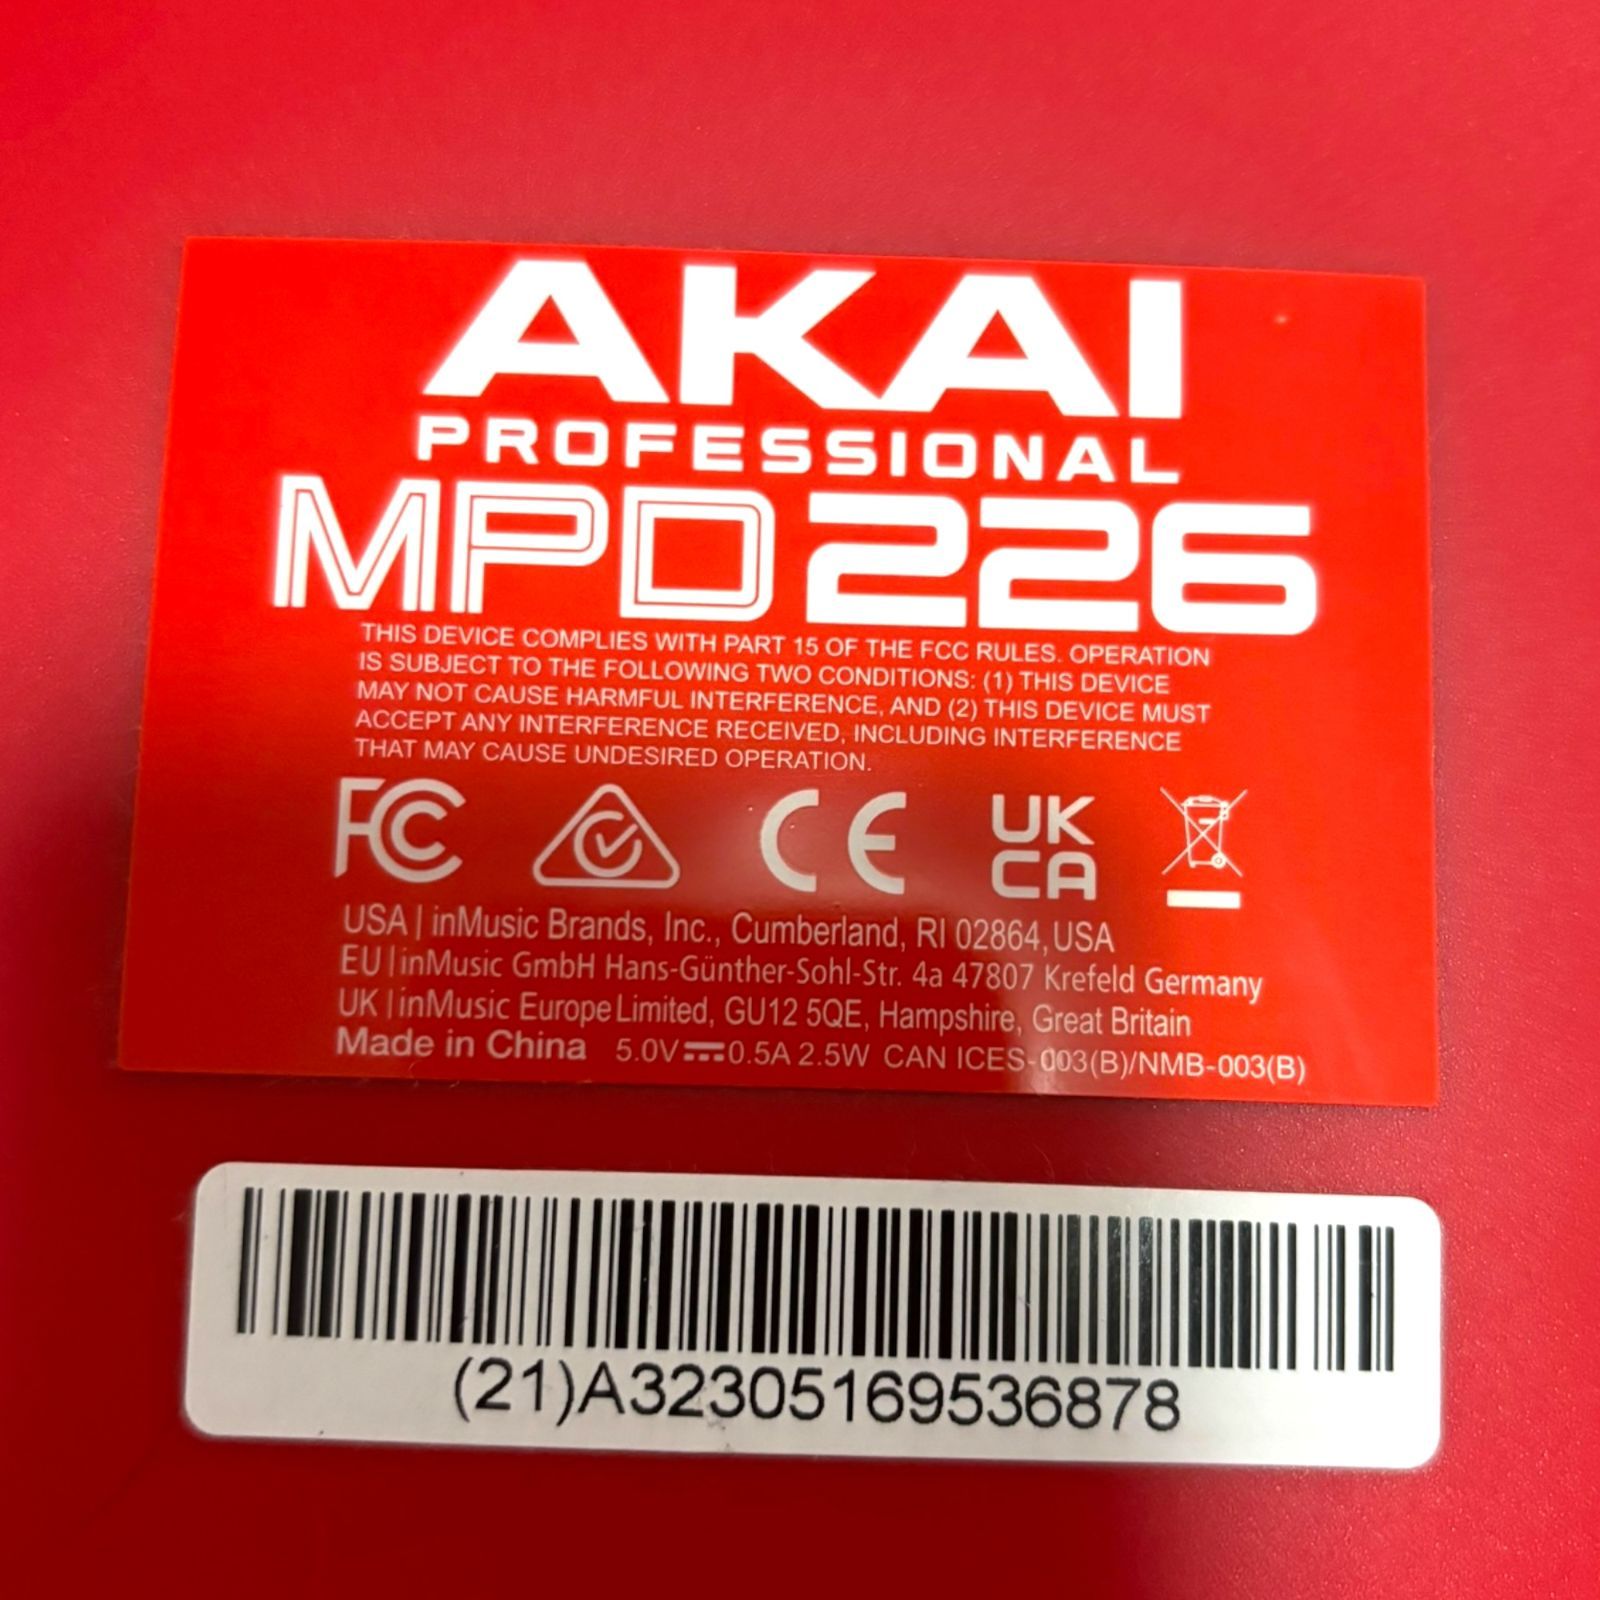 AKAI
PROFESSIONAL
MPD226
THIS DEVICE COMPLIES WITH PART 15 OF THE FCC RULES. OPERATION
IS SUBJECT TO THE FOLLOWING TWO CONDITIONS: (1) THIS DEVICE
MAY NOT CAUSE HARMFUL INTERFERENCE, AND (2) THIS DEVICE MUST
ACCEPT ANY INTERFERENCE RECEIVED, INCLUDING INTERFERENCE
THAT MAY CAUSE UNDESIRED OPERATION.
FC CE UK
CA
USA | inMusic Brands, Inc., Cumberland, RI 02864, USA
EU | inMusic GmbH Hans-Günther-Sohl-Str. 4a 47807 Krefeld Germany
UK | inMusic Europe Limited, GU12 5QE, Hampshire, Great Britain
Made in China 5.0V⎓0.5A 2.5W CAN ICES-003(B)/NMB-003(B)
(21)A32305169536878